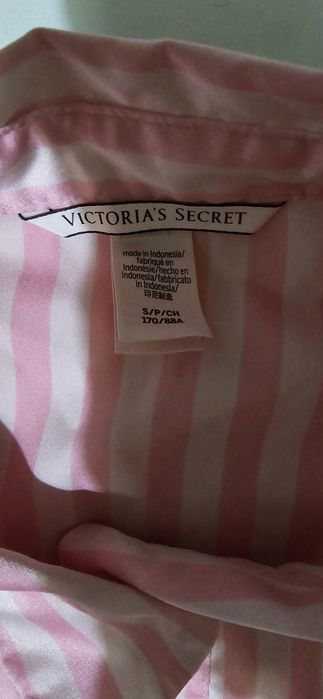 VICTORIA'S SECRET
made in Indonesia/
fabriqué en
Indonésie/hecho en
Indonesia/fabbricato
in Indonesia/
印尼制造
S/P/CH
170/88A